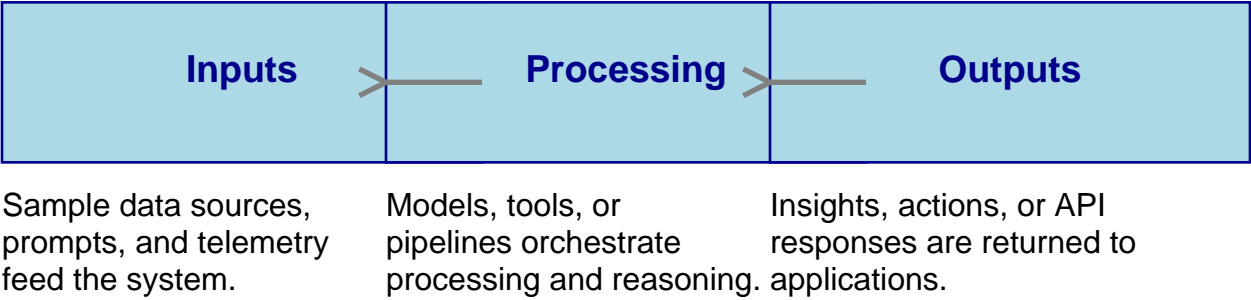 Inputs
Processing
Outputs
Sample data sources,
prompts, and telemetry
feed the system.
Models, tools, or
pipelines orchestrate
processing and reasoning.
Insights, actions, or API
responses are returned to
applications.